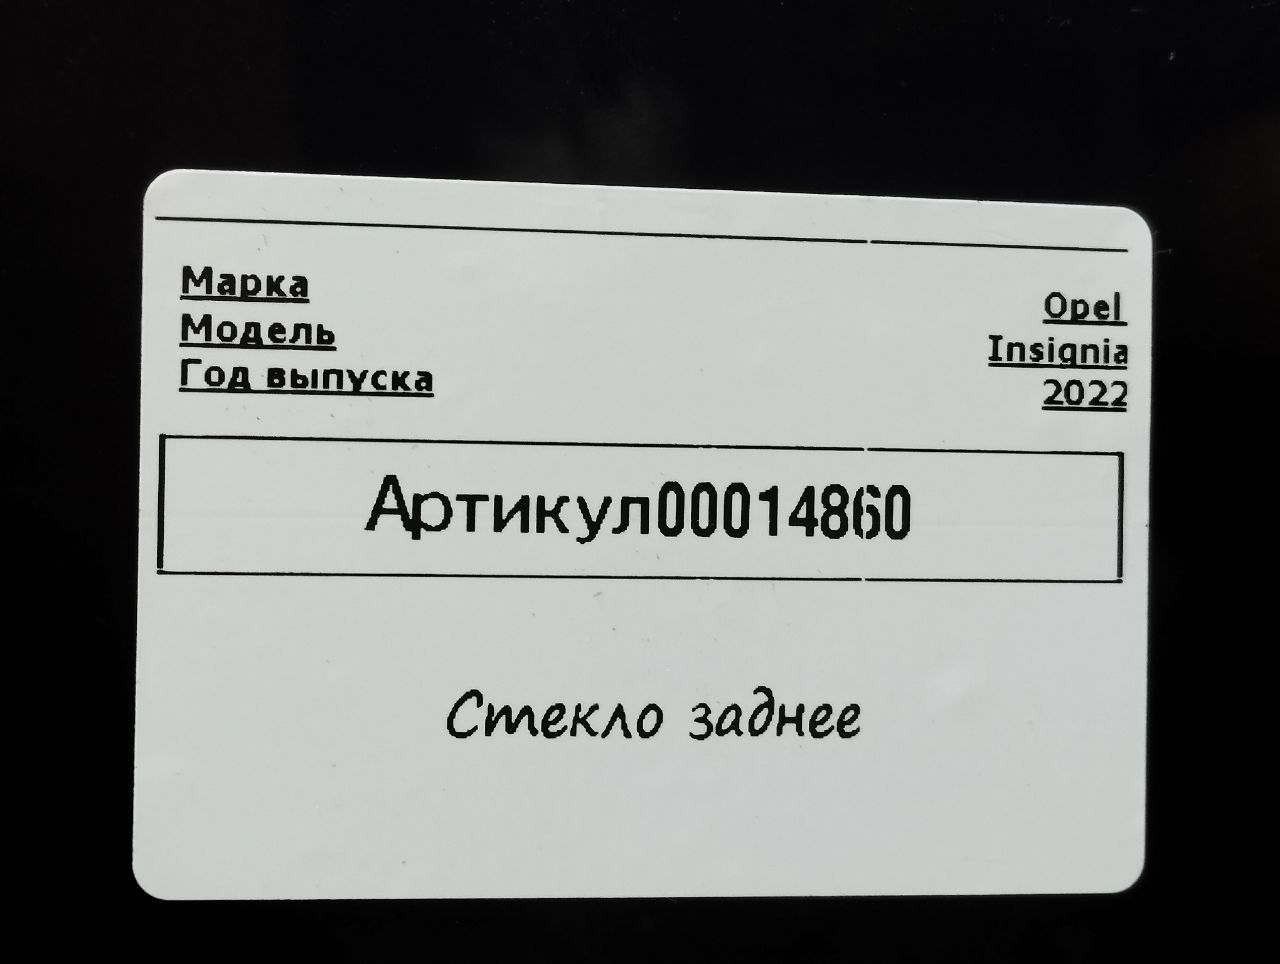 Марка Opel
Модель Insignia
Год выпуска 2022
Артикул00014860
Стекло заднее